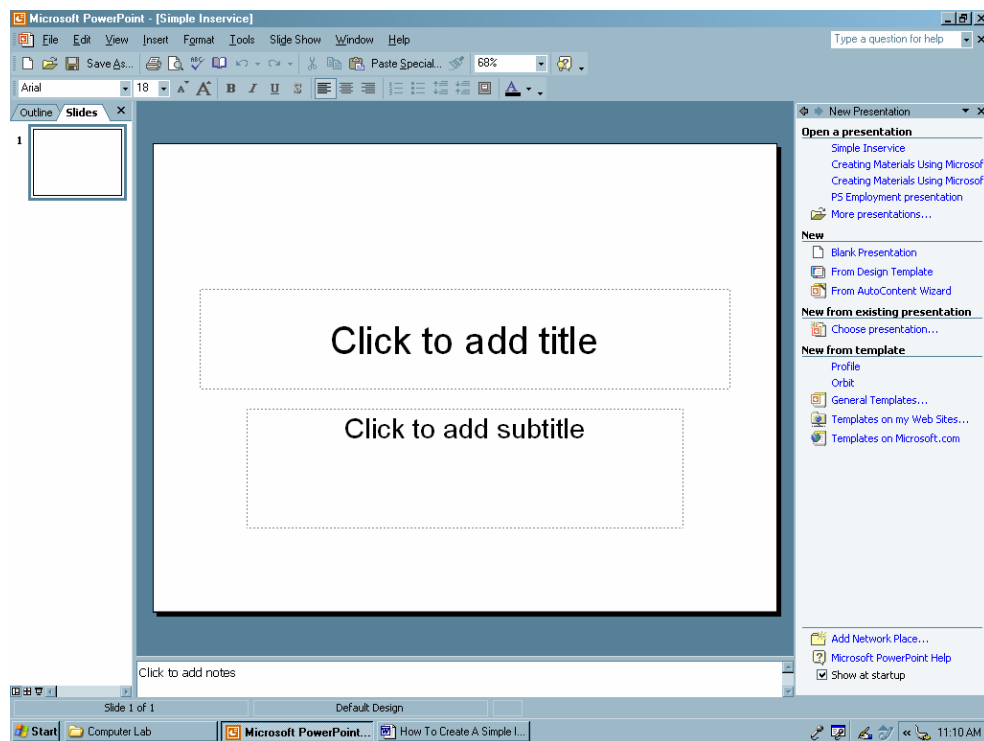 Microsoft PowerPoint - [Simple Inservice]
File Edit View Insert Format Tools Slide Show Window Help Type a question for help
Save As... Paste Special... 68%
Arial 18 A A B I U S A
Outline Slides New Presentation
1
Open a presentation
Simple Inservice
Creating Materials Using Microsof
Creating Materials Using Microsof
PS Employment presentation
More presentations...
New
Blank Presentation
From Design Template
From AutoContent Wizard
New from existing presentation
Choose presentation...
New from template
Profile
Orbit
General Templates...
Templates on my Web Sites...
Templates on Microsoft.com
Click to add title
Click to add subtitle
Add Network Place...
Microsoft PowerPoint Help
Show at startup
Click to add notes
Slide 1 of 1 Default Design
Start Computer Lab Microsoft PowerPoint... How To Create A Simple I... « 11:10 AM